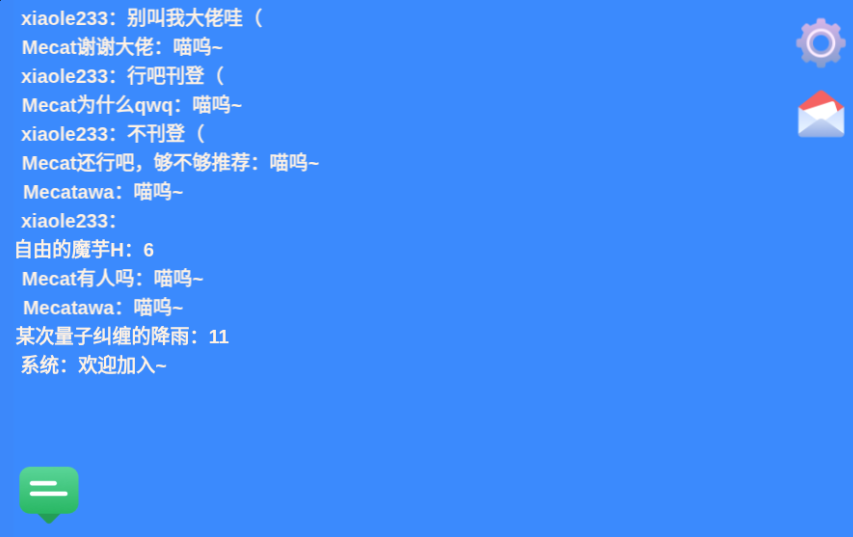 xiaole233：别叫我大佬哇（
Mecat谢谢大佬：喵呜~
xiaole233：行吧刊登（
Mecat为什么qwq：喵呜~
xiaole233：不刊登（
Mecat还行吧，够不够推荐：喵呜~
Mecatawa：喵呜~
xiaole233：
自由的魔芋H：6
Mecat有人吗：喵呜~
Mecatawa：喵呜~
某次量子纠缠的降雨：11
系统：欢迎加入~